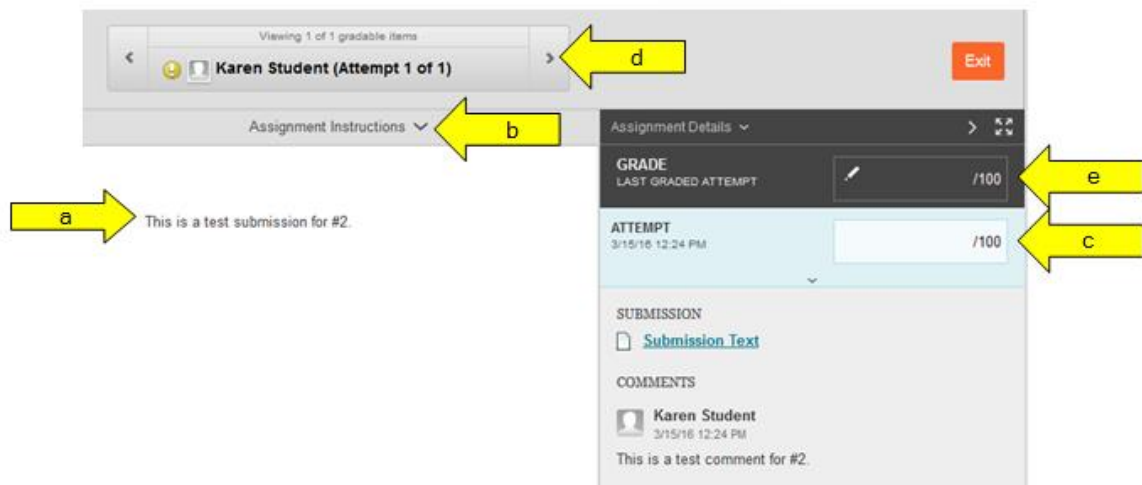 Viewing 1 of 1 gradable items
Karen Student (Attempt 1 of 1)
d
Exit
Assignment Instructions
b
Assignment Details
GRADE
LAST GRADED ATTEMPT
/100
e
a
This is a test submission for #2.
ATTEMPT
3/15/16 12:24 PM
/100
c
SUBMISSION
Submission Text
COMMENTS
Karen Student
3/15/16 12:24 PM
This is a test comment for #2.